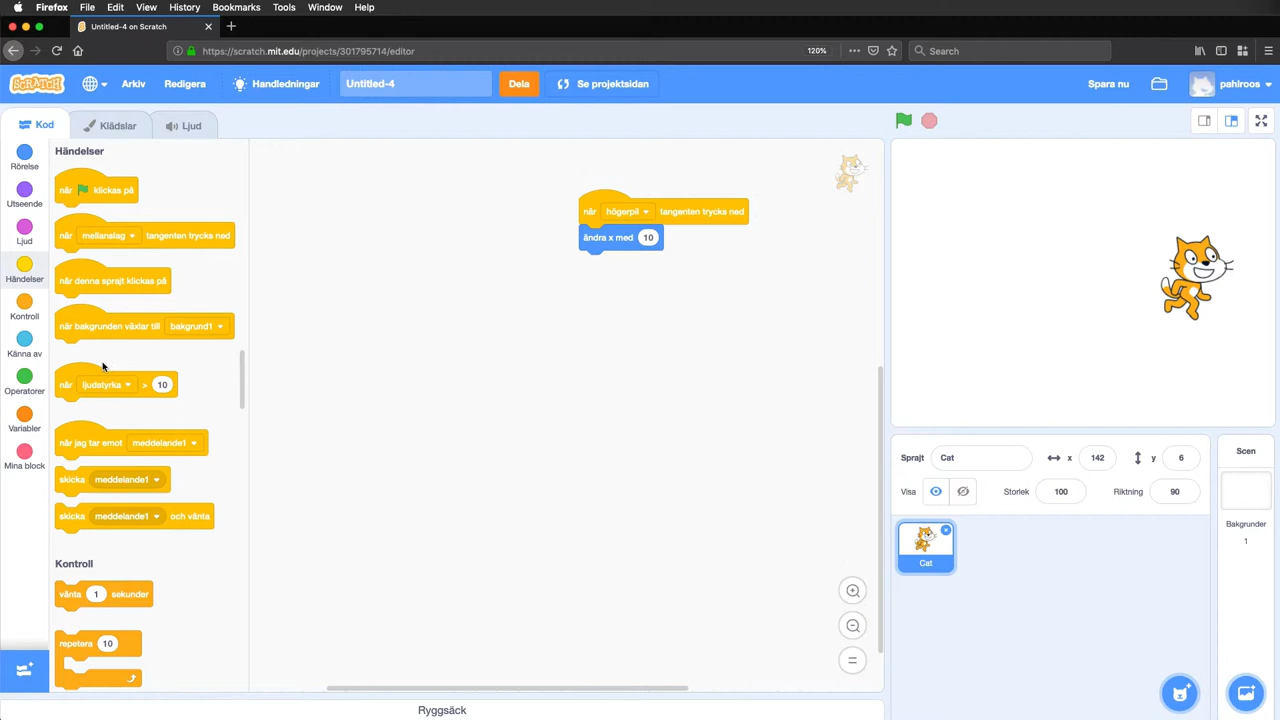 Firefox File Edit View History Bookmarks Tools Window Help
Untitled-4 on Scratch
https://scratch.mit.edu/projects/301795714/editor 120% Search
SCRATCH Arkiv Redigera Handledningar Untitled-4 Dela Se projektsidan Spara nu pahlroos
Kod Klädslar Ljud
Rörelse
Utseende
Ljud
Händelser
Kontroll
Känna av
Operatorer
Variabler
Mina block
Händelser
när klickas på
när mellanslag tangenten trycks ned
när denna sprajt klickas på
när bakgrunden växlar till bakgrund1
när ljudstyrka > 10
när jag tar emot meddelande1
skicka meddelande1
skicka meddelande1 och vänta
Kontroll
vänta 1 sekunder
repetera 10
när högerpil tangenten trycks ned
ändra x med 10
Sprajt Cat x 142 y 6
Visa Storlek 100 Riktning 90
Cat
Scen
Bakgrunder
1
Ryggsäck